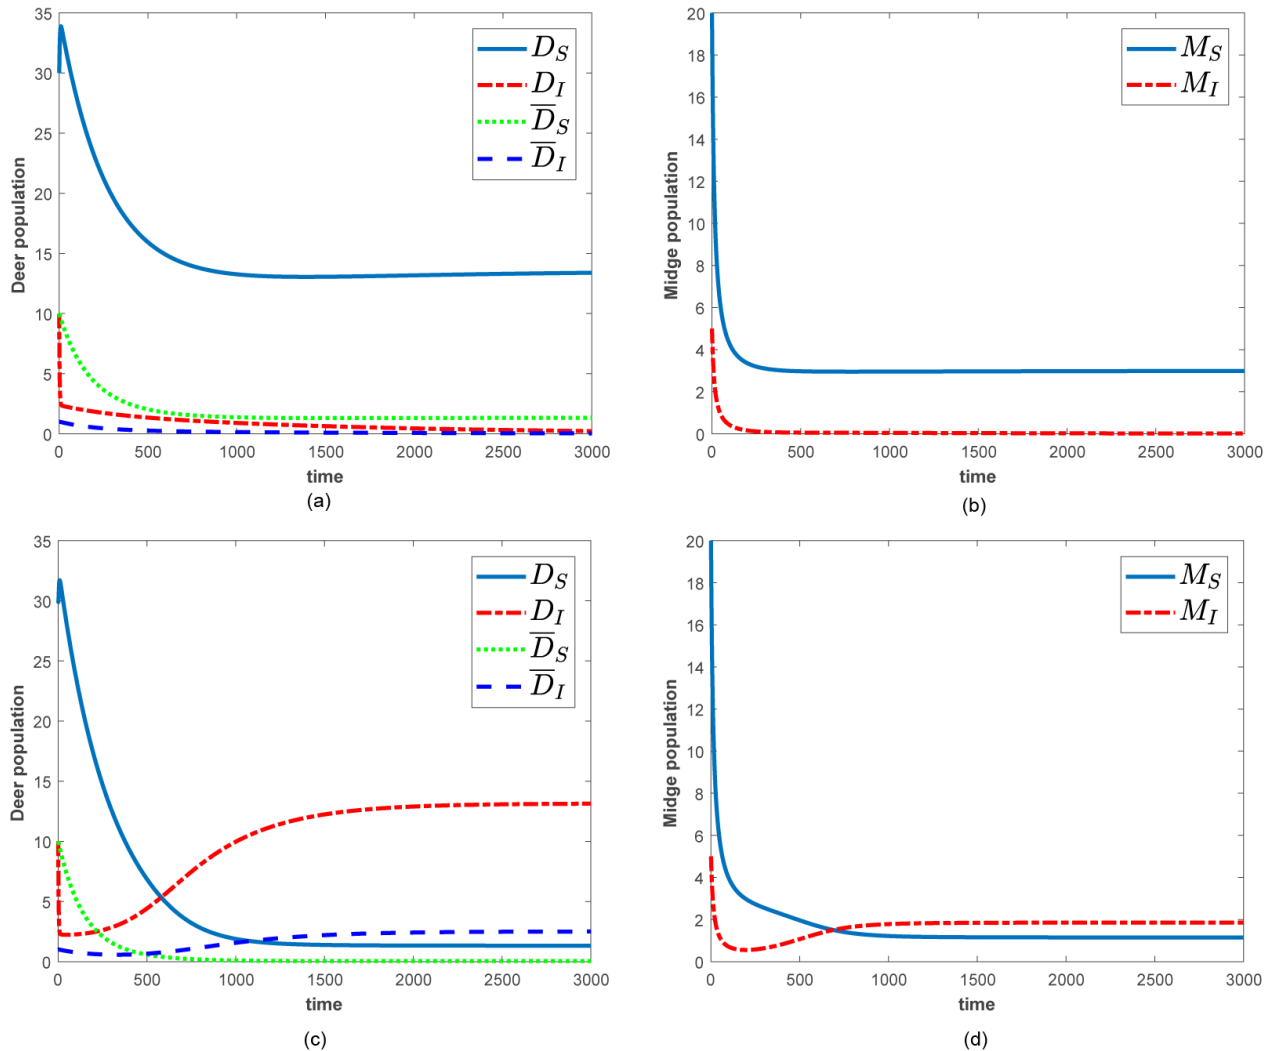 35
30
25
20
15
10
5
0
Deer population
0 500 1000 1500 2000 2500 3000
time
D_S
D_I
D̅_S
D̅_I
(a)
20
18
16
14
12
10
8
6
4
2
0
Midge population
0 500 1000 1500 2000 2500 3000
time
M_S
M_I
(b)
35
30
25
20
15
10
5
0
Deer population
0 500 1000 1500 2000 2500 3000
time
D_S
D_I
D̅_S
D̅_I
(c)
20
18
16
14
12
10
8
6
4
2
0
Midge population
0 500 1000 1500 2000 2500 3000
time
M_S
M_I
(d)